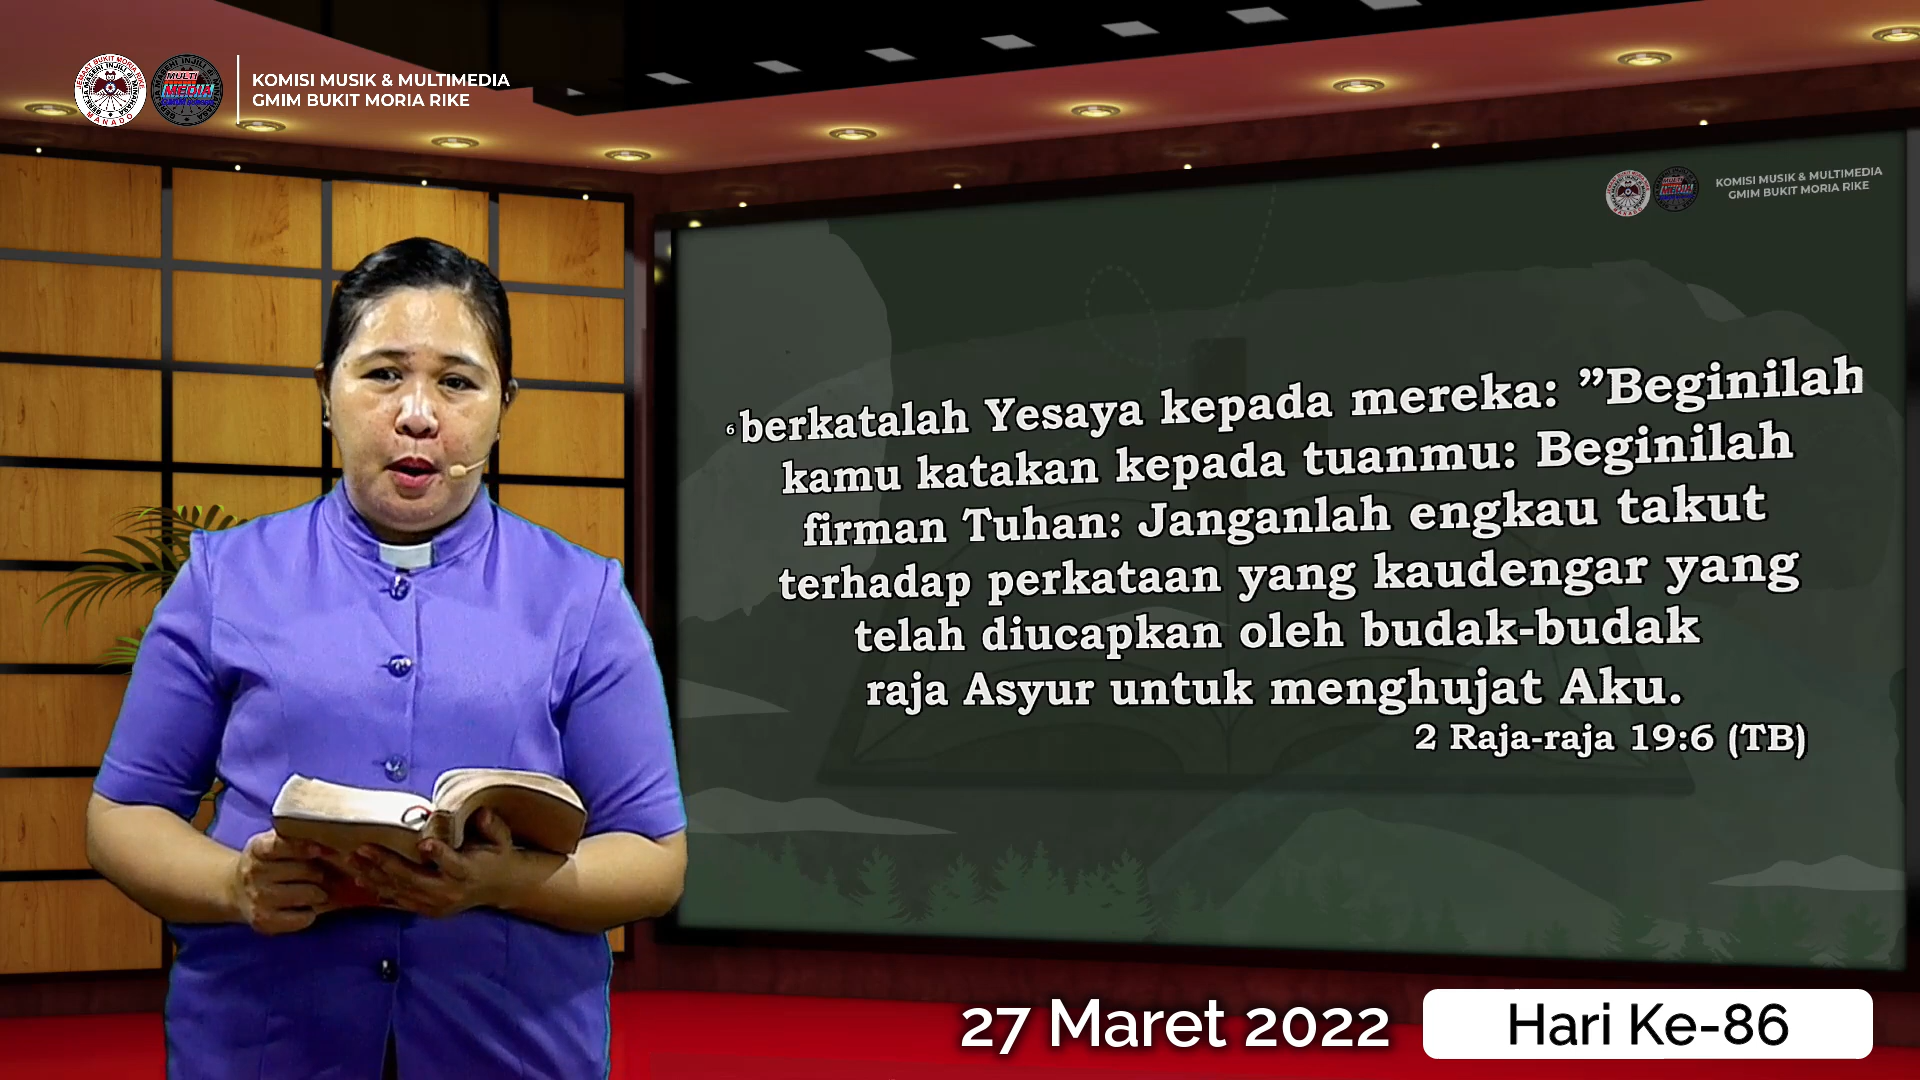 KOMISI MUSIK & MULTIMEDIA
GMIM BUKIT MORIA RIKE
MULTI
MEDIA
MANADO
KOMISI MUSIK & MULTIMEDIA
GMIM BUKIT MORIA RIKE
6 berkatalah Yesaya kepada mereka: ”Beginilah
kamu katakan kepada tuanmu: Beginilah
firman Tuhan: Janganlah engkau takut
terhadap perkataan yang kaudengar yang
telah diucapkan oleh budak-budak
raja Asyur untuk menghujat Aku.
2 Raja-raja 19:6 (TB)
27 Maret 2022
Hari Ke-86